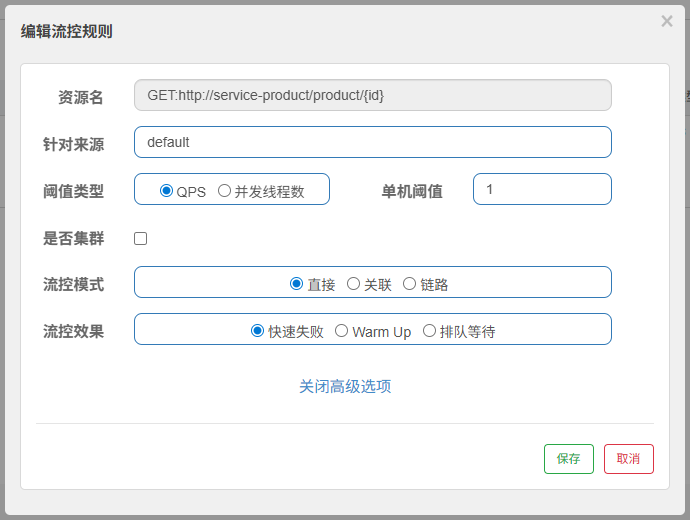 编辑流控规则 ×
资源名 GET:http://service-product/product/{id}
针对来源 default
阈值类型 QPS 并发线程数 单机阈值 1
是否集群
流控模式 直接 关联 链路
流控效果 快速失败 Warm Up 排队等待
关闭高级选项
保存 取消